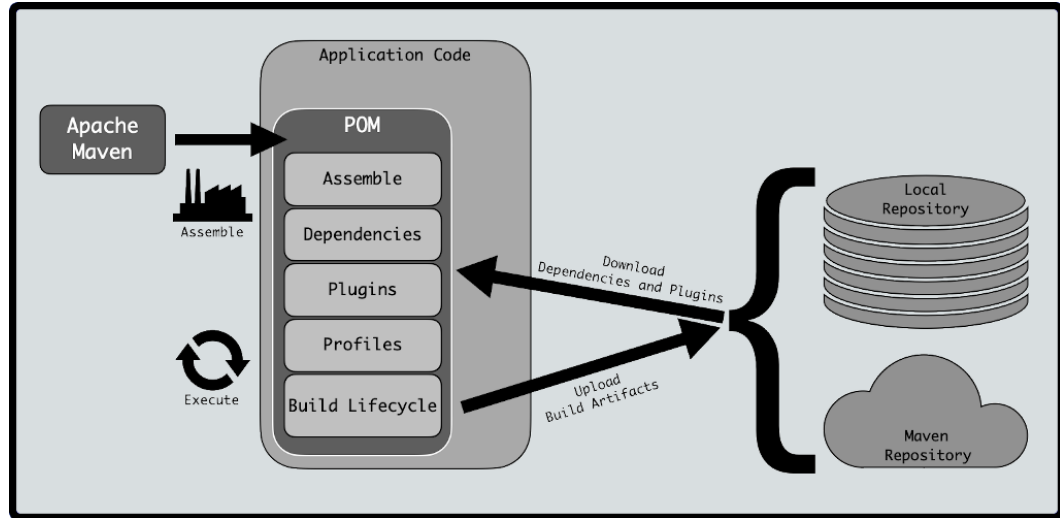 Application Code
Apache
Maven
POM
Assemble
Dependencies
Plugins
Profiles
Build Lifecycle
Assemble
Execute
Download
Dependencies and Plugins
Upload
Build Artifacts
Local
Repository
Maven
Repository